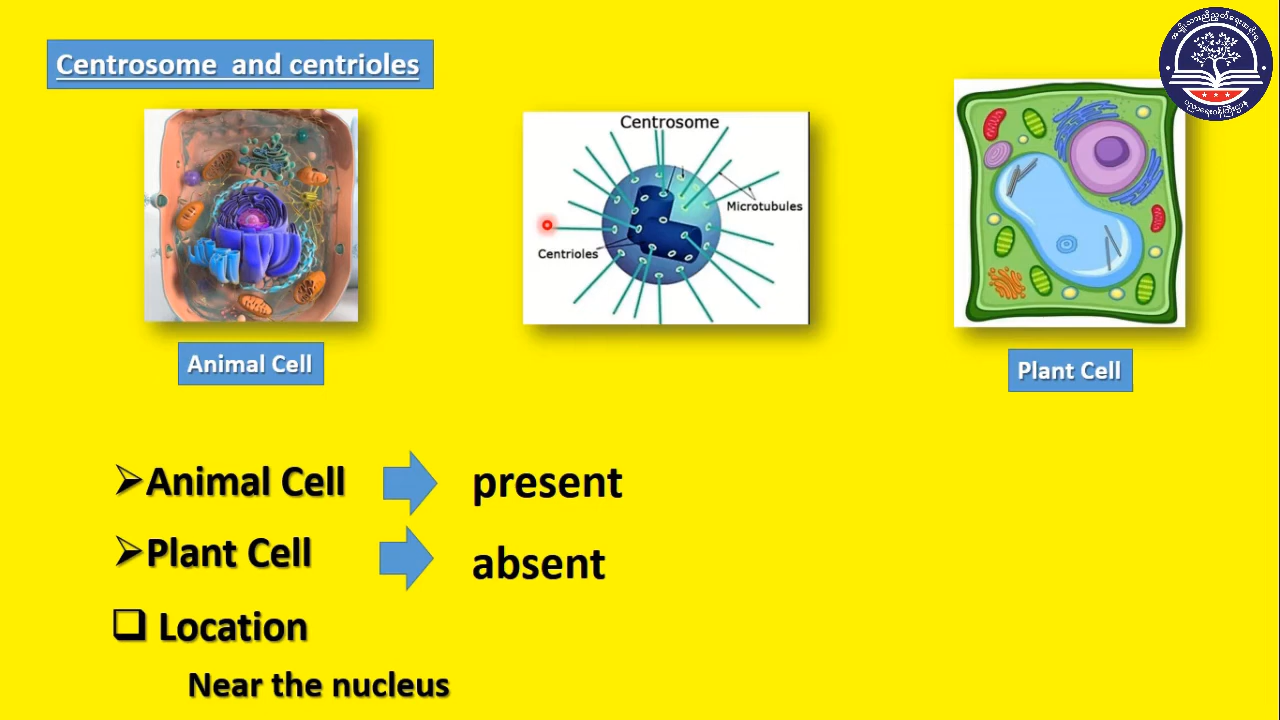 Centrosome and centrioles
Centrosome
Microtubules
Centrioles
Animal Cell
Plant Cell
➢Animal Cell present
➢Plant Cell absent
❑ Location
Near the nucleus